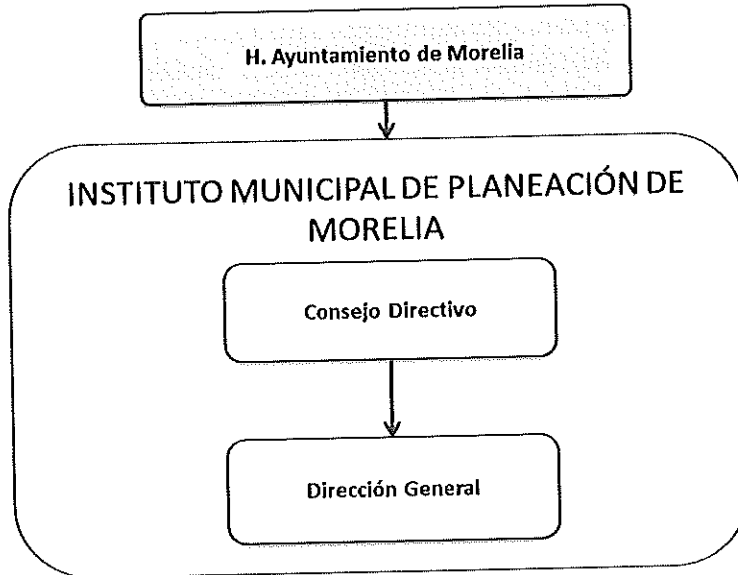 H. Ayuntamiento de Morelia
INSTITUTO MUNICIPAL DE PLANEACIÓN DE
MORELIA
Consejo Directivo
Dirección General